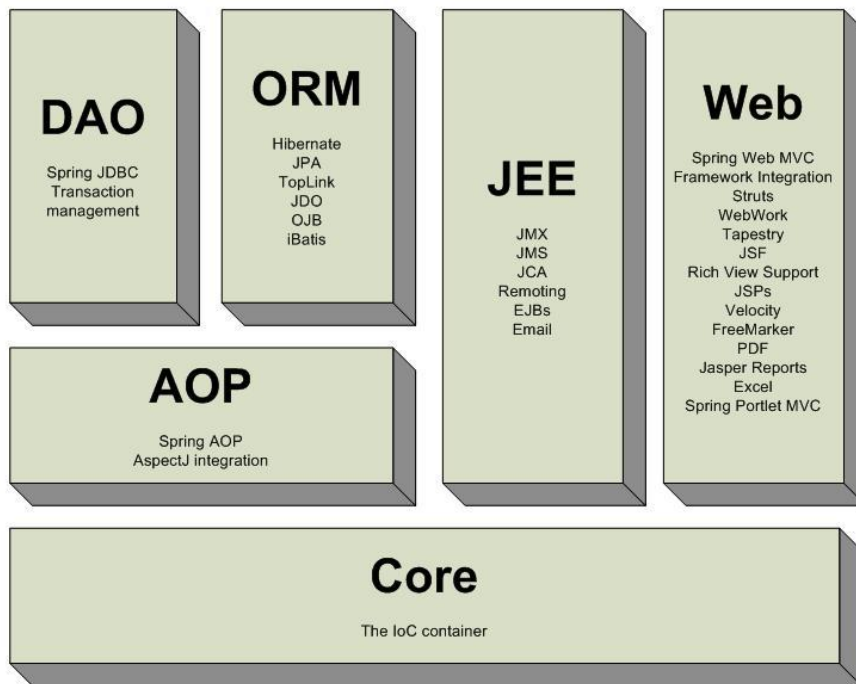 DAO
Spring JDBC
Transaction
management
ORM
Hibernate
JPA
TopLink
JDO
OJB
iBatis
JEE
JMX
JMS
JCA
Remoting
EJBs
Email
Web
Spring Web MVC
Framework Integration
Struts
WebWork
Tapestry
JSF
Rich View Support
JSPs
Velocity
FreeMarker
PDF
Jasper Reports
Excel
Spring Portlet MVC
AOP
Spring AOP
AspectJ integration
Core
The IoC container